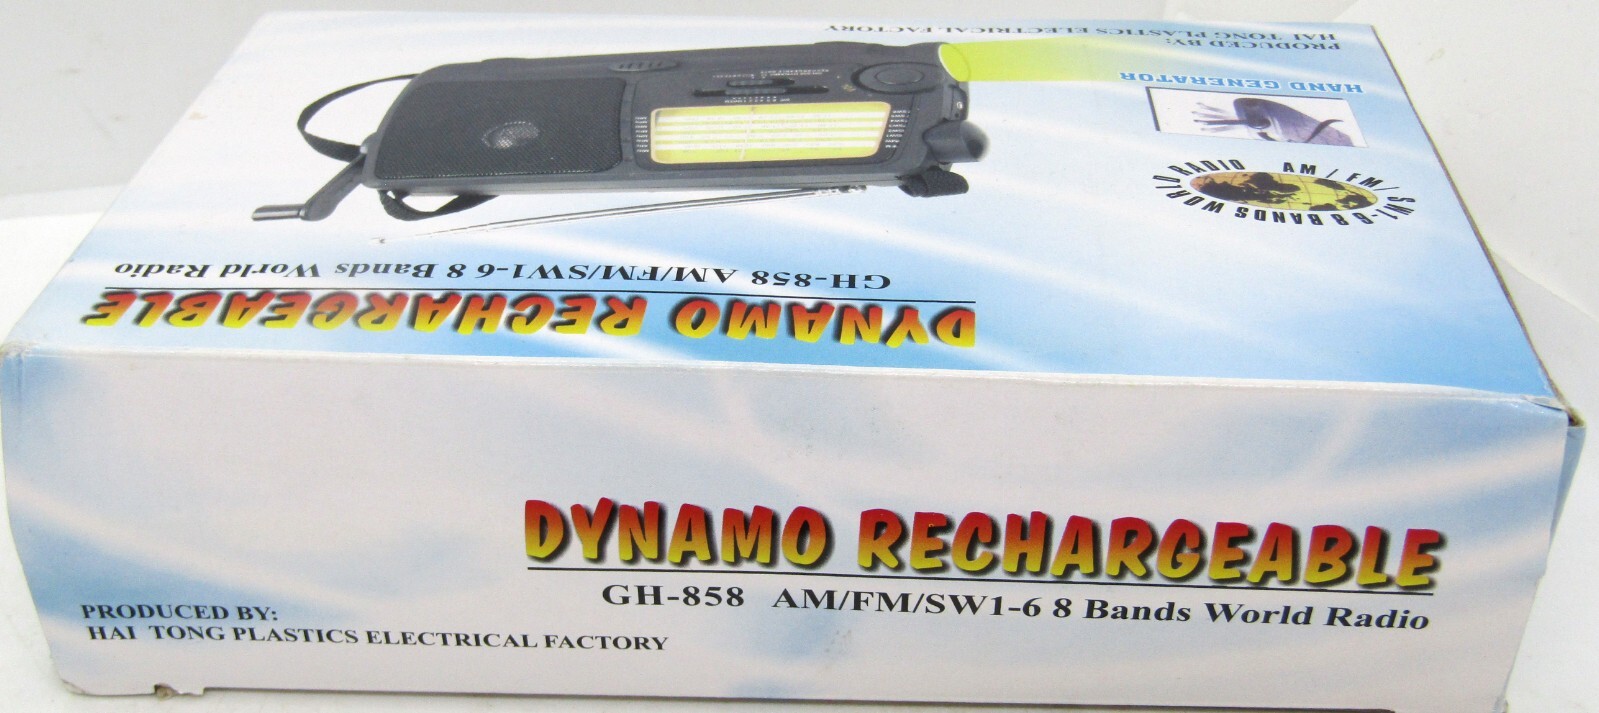 PRODUCED BY:
HAI TONG PLASTICS ELECTRICAL FACTORY
HAND GENERATOR
AM / FM / SW1-6 8 BANDS WORLD RADIO
GH-858 AM/FM/SW1-6 8 Bands World Radio
DYNAMO RECHARGEABLE
DYNAMO RECHARGEABLE
GH-858 AM/FM/SW1-6 8 Bands World Radio
PRODUCED BY:
HAI TONG PLASTICS ELECTRICAL FACTORY